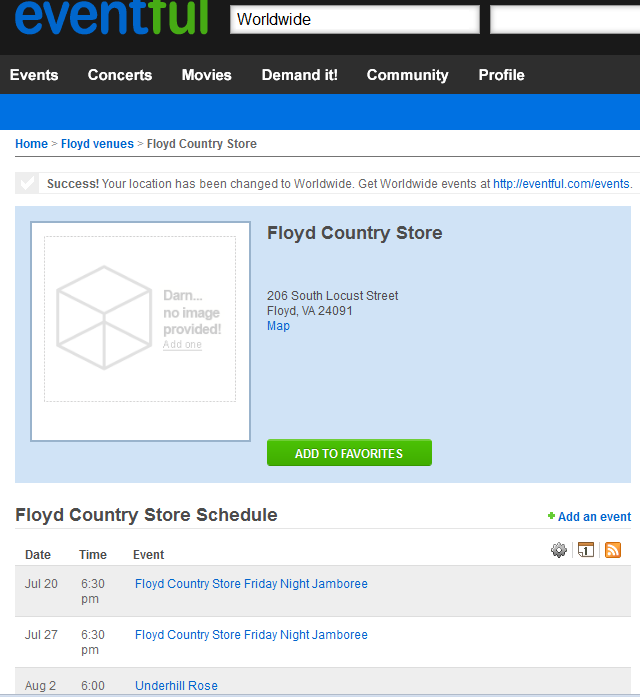 eventful
Worldwide
Events Concerts Movies Demand it! Community Profile
Home > Floyd venues > Floyd Country Store
Success! Your location has been changed to Worldwide. Get Worldwide events at http://eventful.com/events.
Floyd Country Store
206 South Locust Street
Floyd, VA 24091
Map
Darn...
no image
provided!
Add one
ADD TO FAVORITES
Floyd Country Store Schedule
+ Add an event
Date Time Event
1
Jul 20 6:30 Floyd Country Store Friday Night Jamboree
pm
Jul 27 6:30 Floyd Country Store Friday Night Jamboree
pm
Aug 2 6:00 Underhill Rose